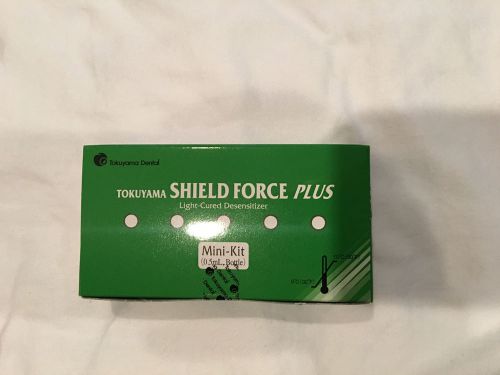 Tokuyama Dental
TOKUYAMA SHIELD FORCE PLUS
Light-Cured Desensitizer
Mini-Kit
(0.5mL, Bottle)